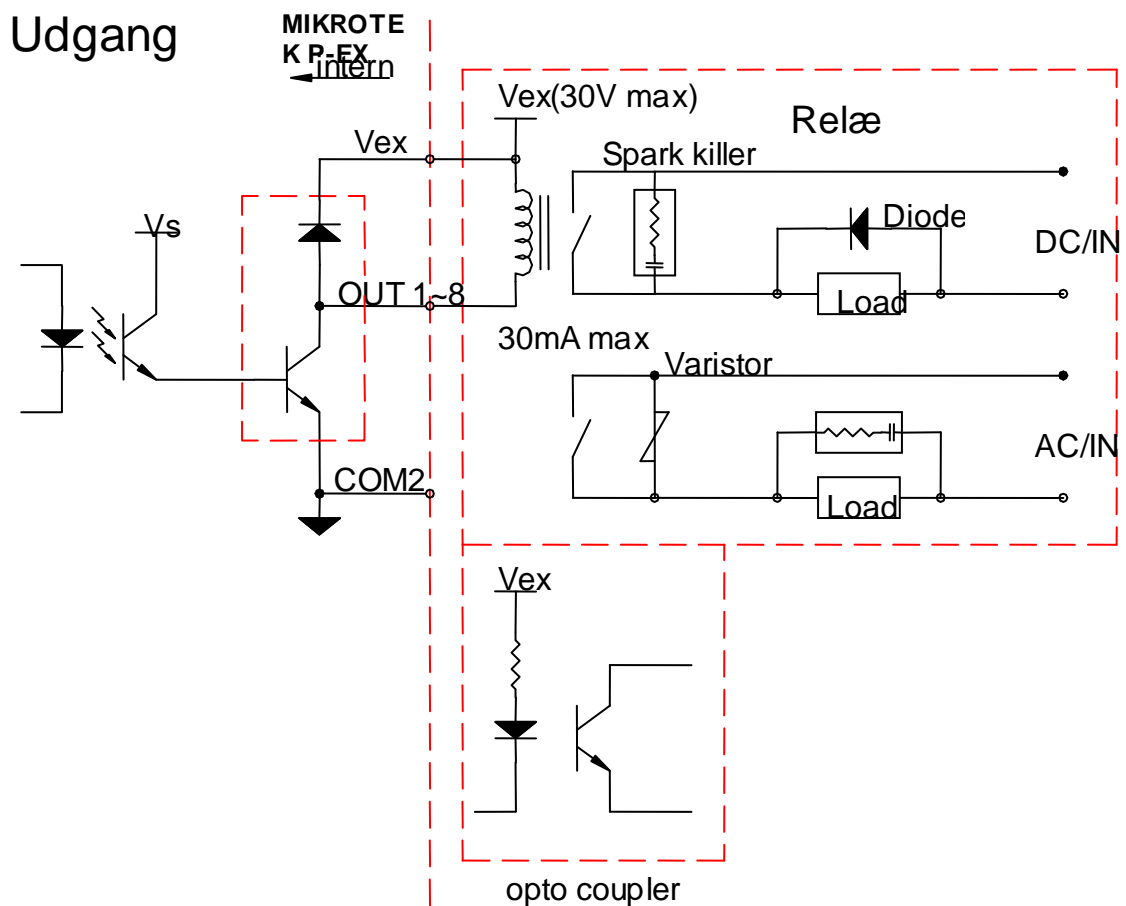 Udgang
MIKROTE
K P-EX
intern
Vex(30V max)
Relæ
Vex
Spark killer
Vs
Diode
DC/IN
OUT 1~8
Load
30mA max
Varistor
AC/IN
COM2
Load
Vex
opto coupler